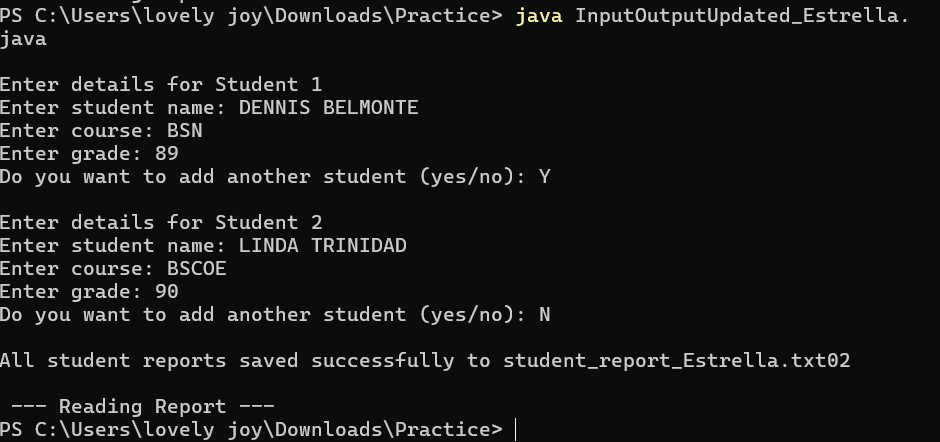 PS C:\Users\lovely joy\Downloads\Practice> java InputOutputUpdated_Estrella.
java
Enter details for Student 1
Enter student name: DENNIS BELMONTE
Enter course: BSN
Enter grade: 89
Do you want to add another student (yes/no): Y
Enter details for Student 2
Enter student name: LINDA TRINIDAD
Enter course: BSCOE
Enter grade: 90
Do you want to add another student (yes/no): N
All student reports saved successfully to student_report_Estrella.txt02
--- Reading Report ---
PS C:\Users\lovely joy\Downloads\Practice>